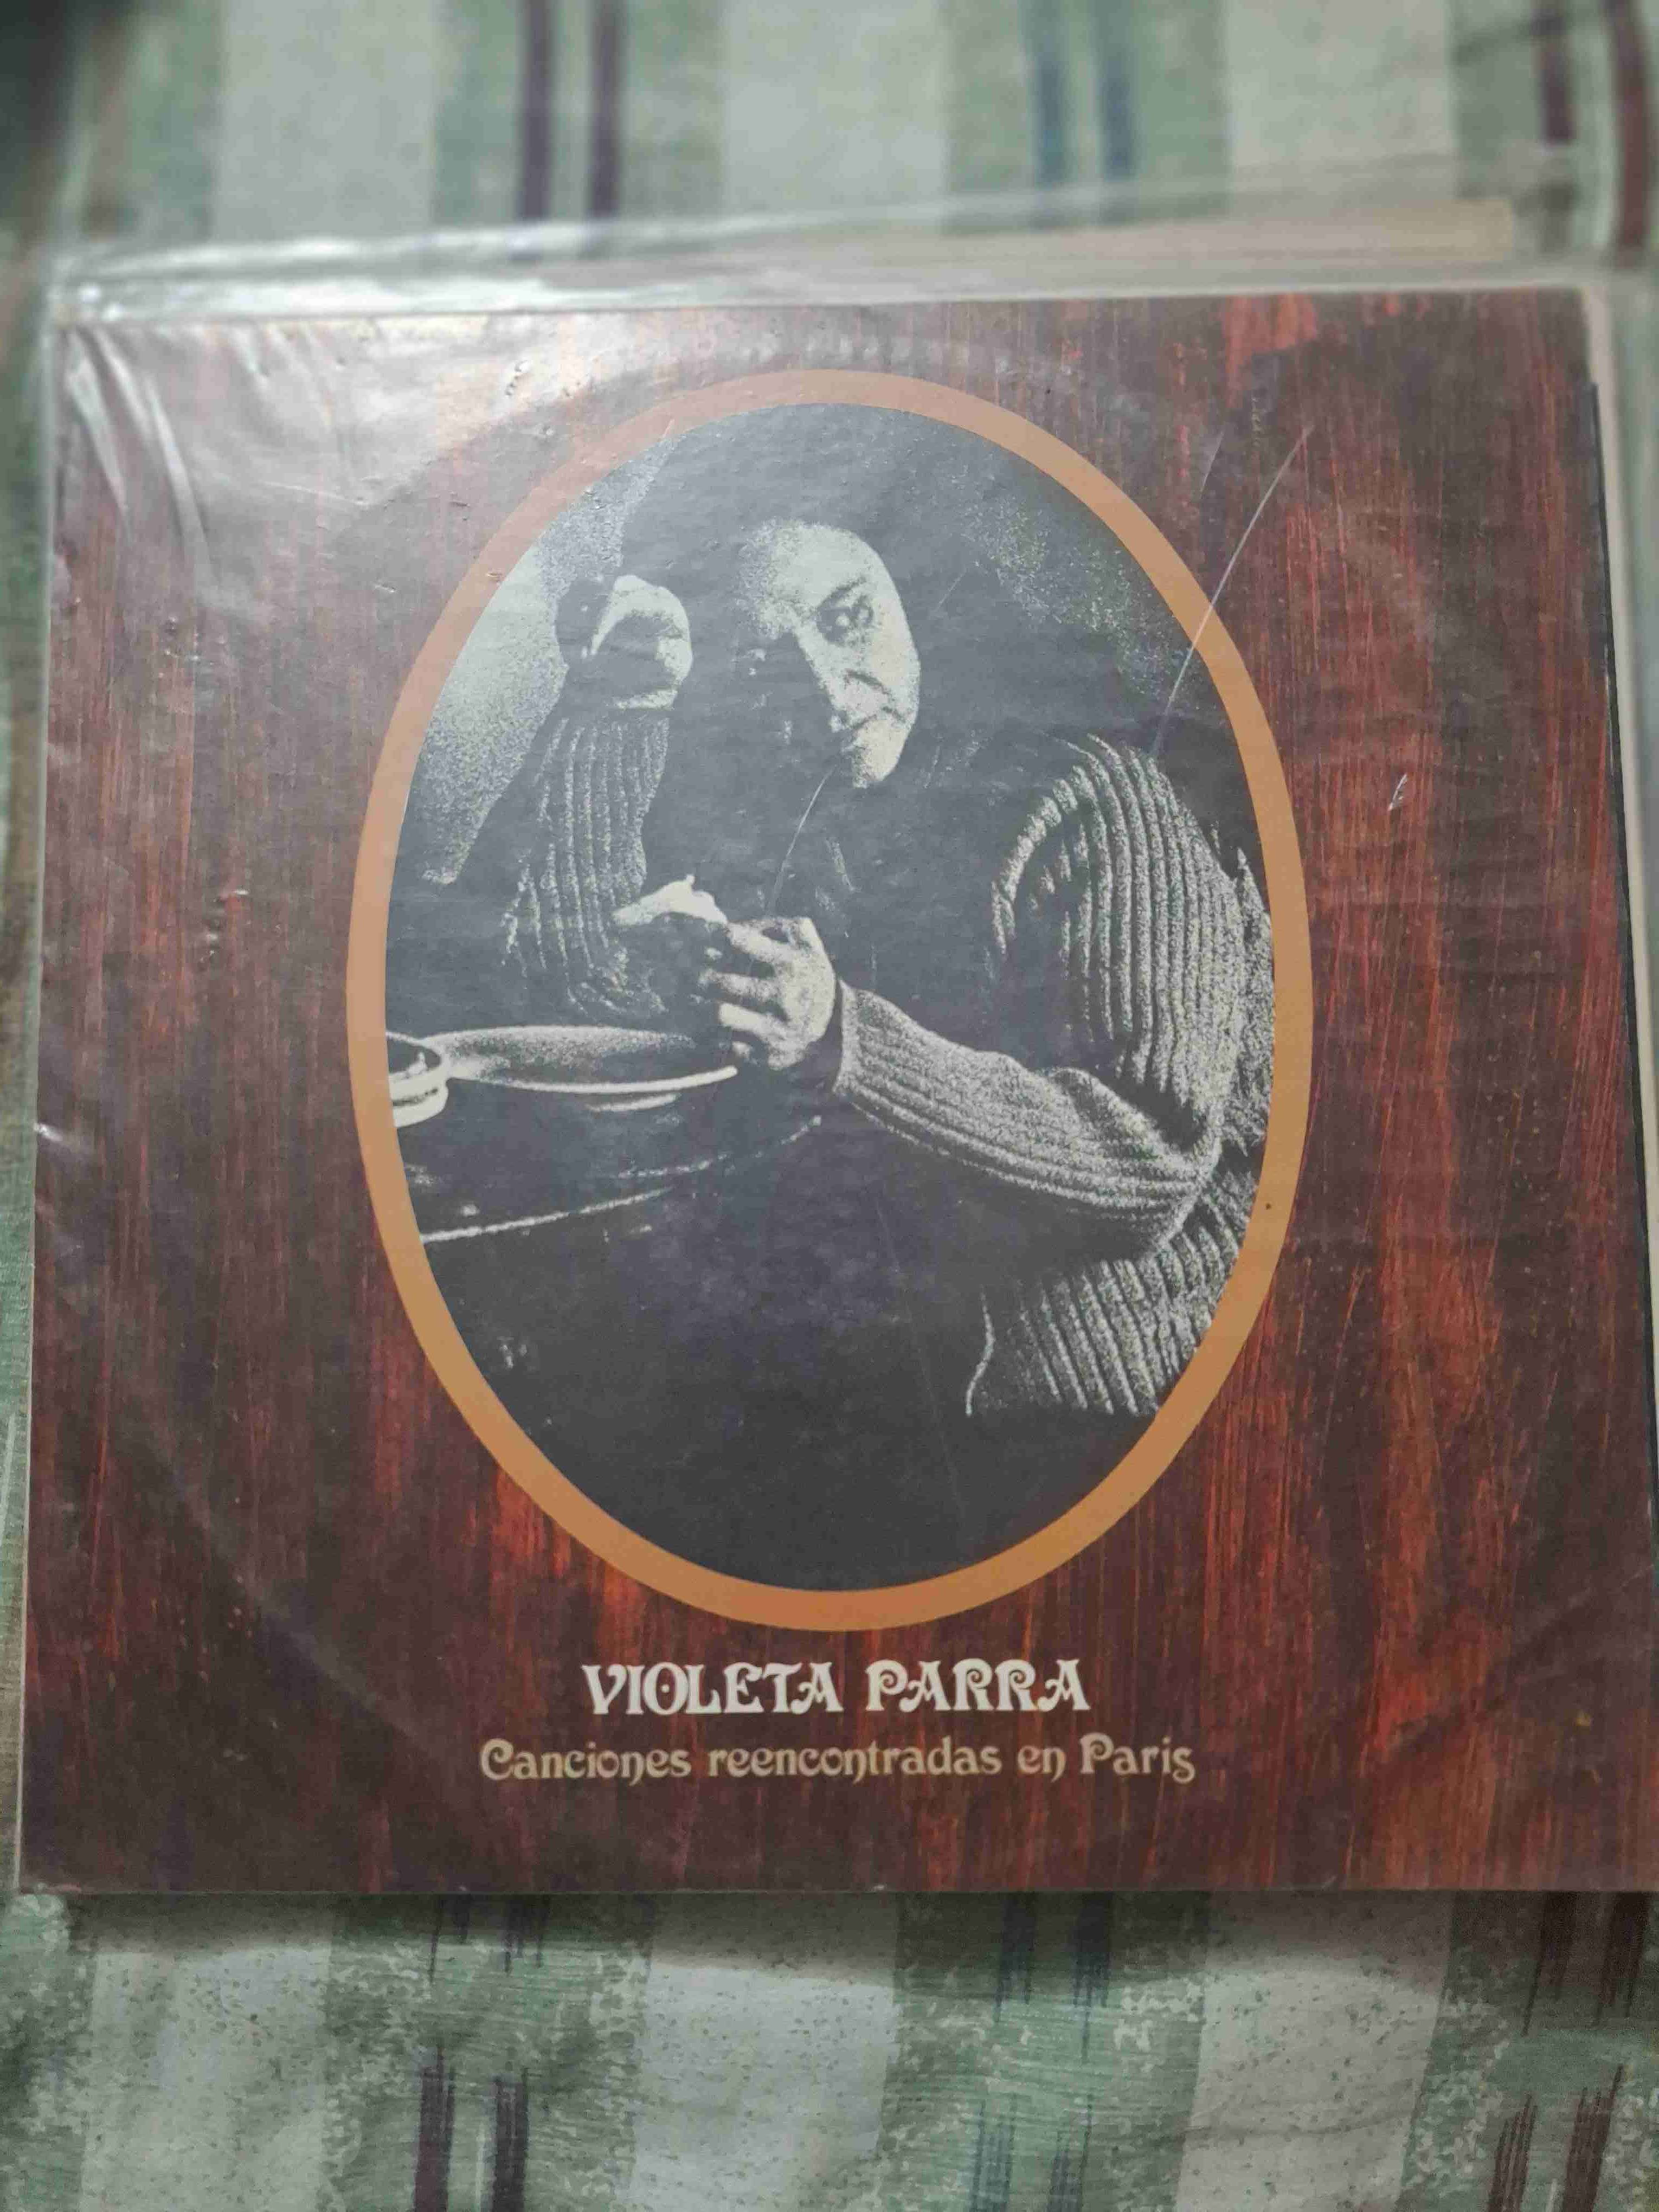 VIOLETA PARRA
Canciones reencontradas en Paris